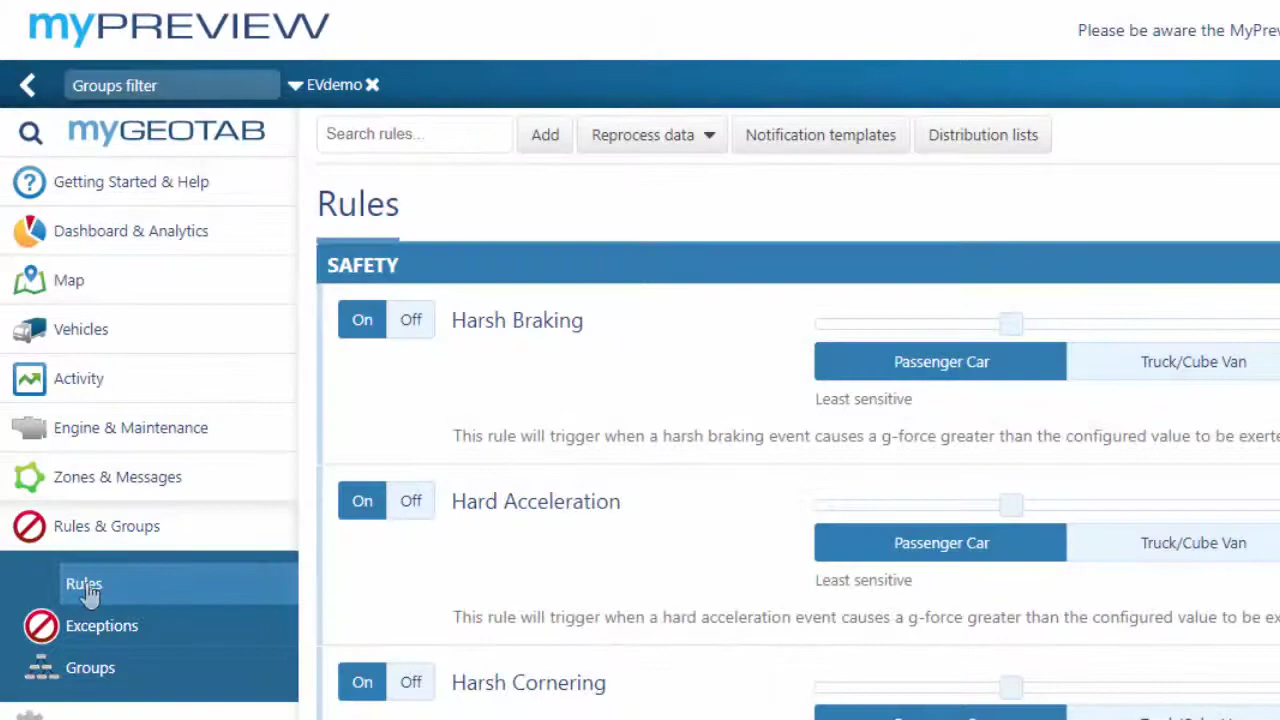 myPREVIEW
Please be aware the MyPre
Groups filter
EVdemo
myGEOTAB
Search rules...
Add
Reprocess data
Notification templates
Distribution lists
Getting Started & Help
Dashboard & Analytics
Map
Vehicles
Activity
Engine & Maintenance
Zones & Messages
Rules & Groups
Rules
Exceptions
Groups
Rules
SAFETY
On Off Harsh Braking
Passenger Car Truck/Cube Van
Least sensitive
This rule will trigger when a harsh braking event causes a g-force greater than the configured value to be exerte
On Off Hard Acceleration
Passenger Car Truck/Cube Van
Least sensitive
This rule will trigger when a hard acceleration event causes a g-force greater than the configured value to be ex
On Off Harsh Cornering